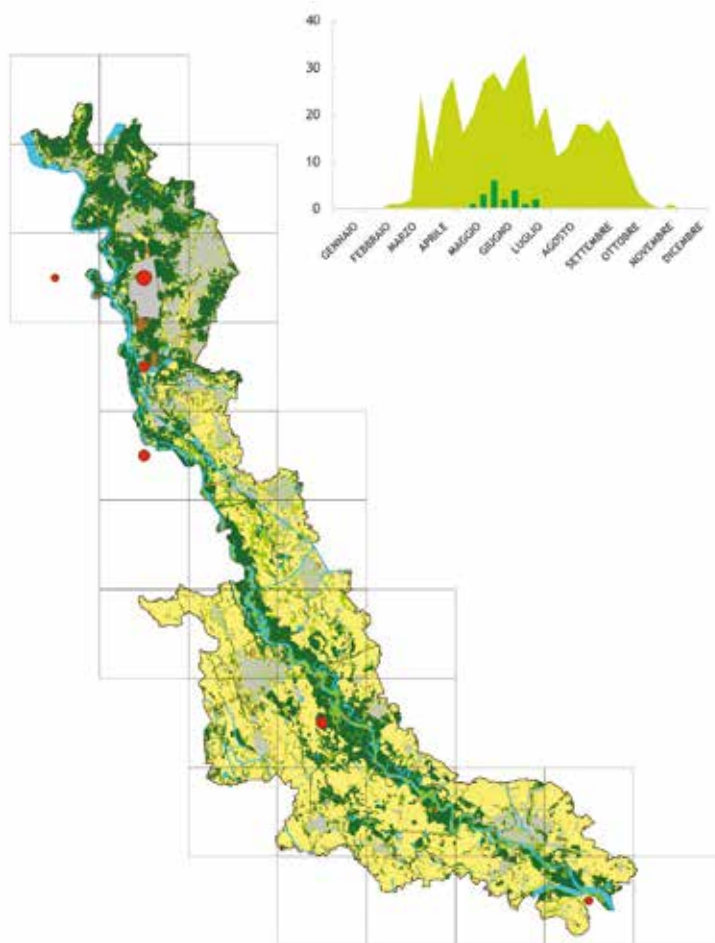 40
30
20
10
0
GENNAIO
FEBBRAIO
MARZO
APRILE
MAGGIO
GIUGNO
LUGLIO
AGOSTO
SETTEMBRE
OTTOBRE
NOVEMBRE
DICEMBRE